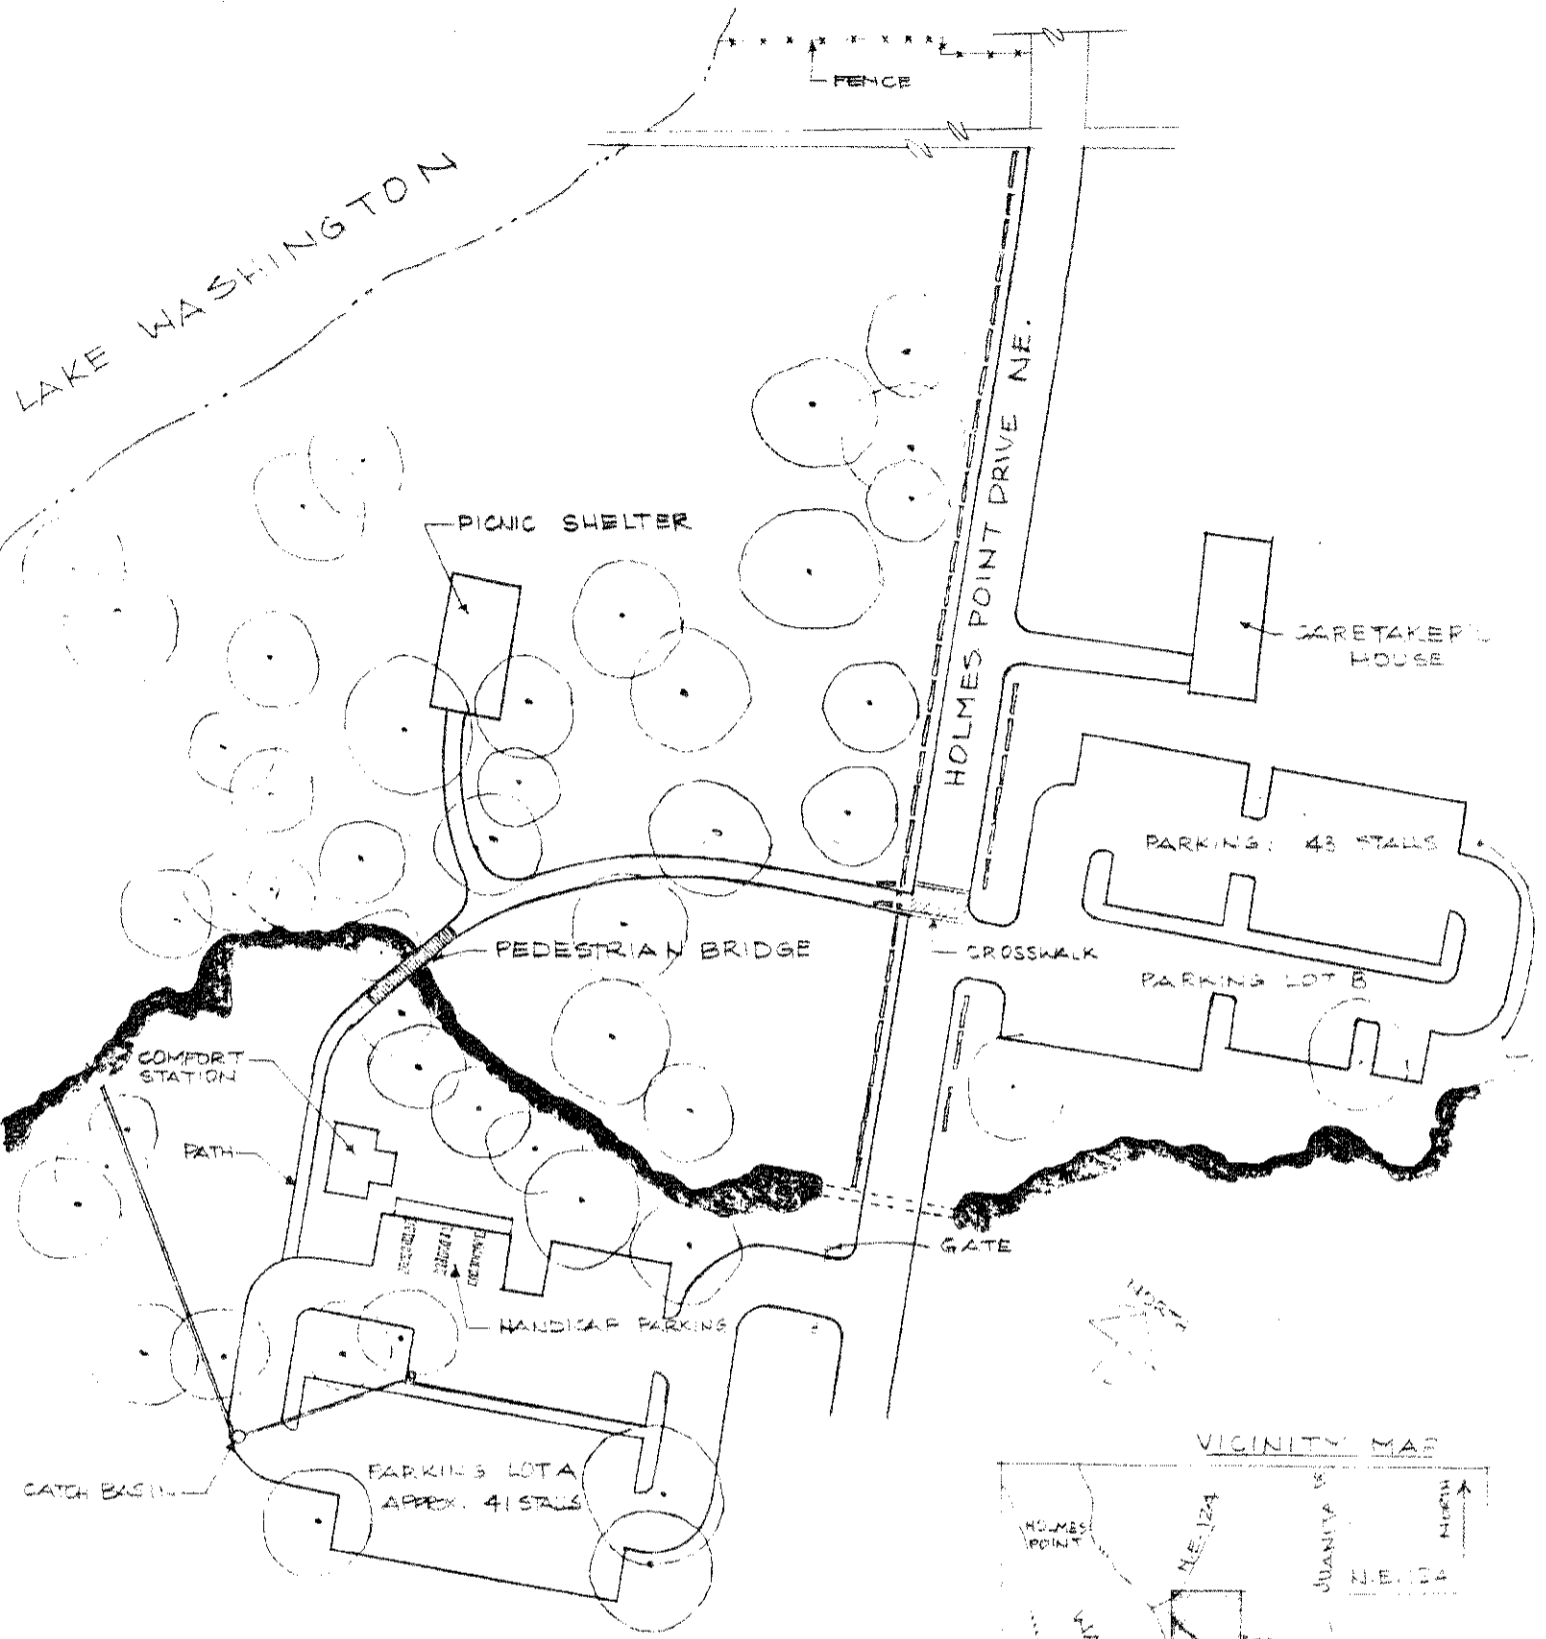 FENCE
LAKE WASHINGTON
HOLMES POINT DRIVE NE.
PICNIC SHELTER
CARETAKER'S
HOUSE
PARKING: 43 STALLS
PEDESTRIAN BRIDGE
CROSSWALK
PARKING LOT B
COMFORT
STATION
PATH
GATE
NORTH
HANDICAP PARKING
PARKING LOT A
APPRX. 41 STALLS
CATCH BASIN
VICINITY MAP
HOLMES
POINT
N.E. 124
JUANITA
NORTH
N.E. 124